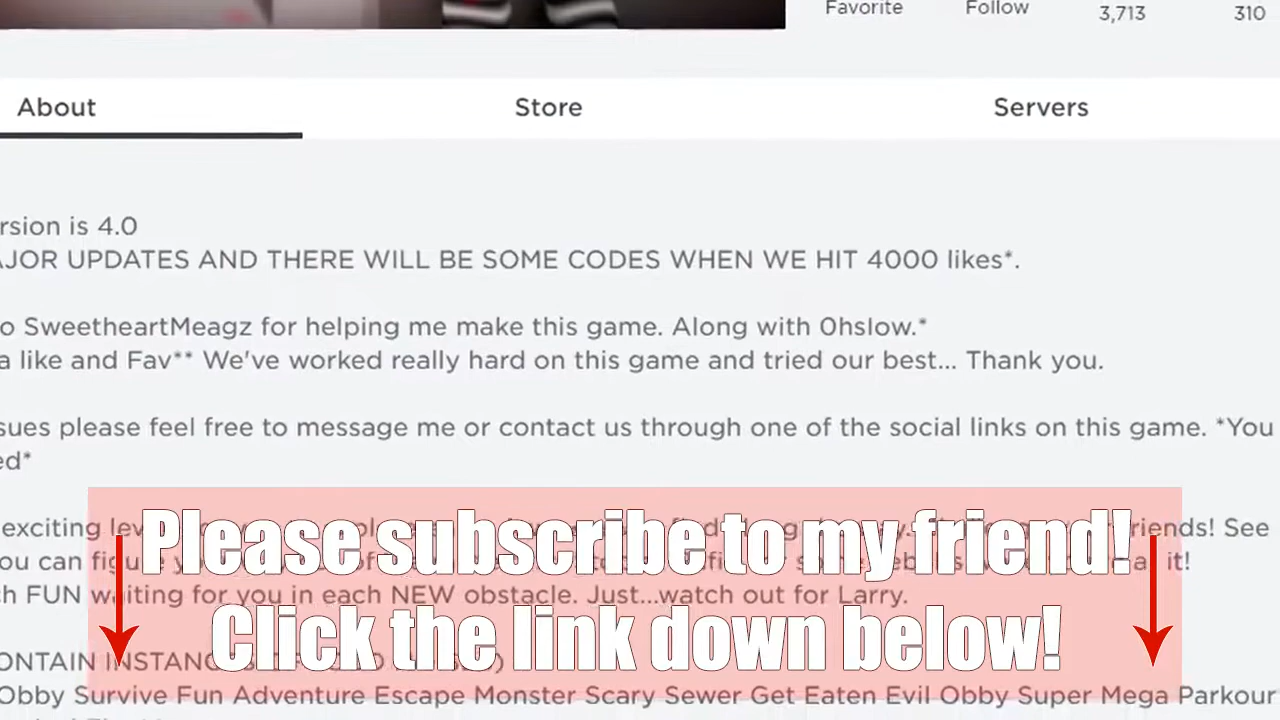 Favorite Follow 3,713 310
About Store Servers
rsion is 4.0
AJOR UPDATES AND THERE WILL BE SOME CODES WHEN WE HIT 4000 likes*.
o SweetheartMeagz for helping me make this game. Along with 0hslow.*
a like and Fav** We've worked really hard on this game and tried our best... Thank you.
sues please feel free to message me or contact us through one of the social links on this game. *You
ed*
exciting
riends! See
Please subscribe to my friend!
ou can
it!
h FUN waiting for you in each NEW obstacle. Just...watch out for Larry.
Click the link down below!
ONTAIN
Obby Survive Fun Adventure Escape Monster Scary Sewer Get Eaten Evil Obby Super Mega Parkour